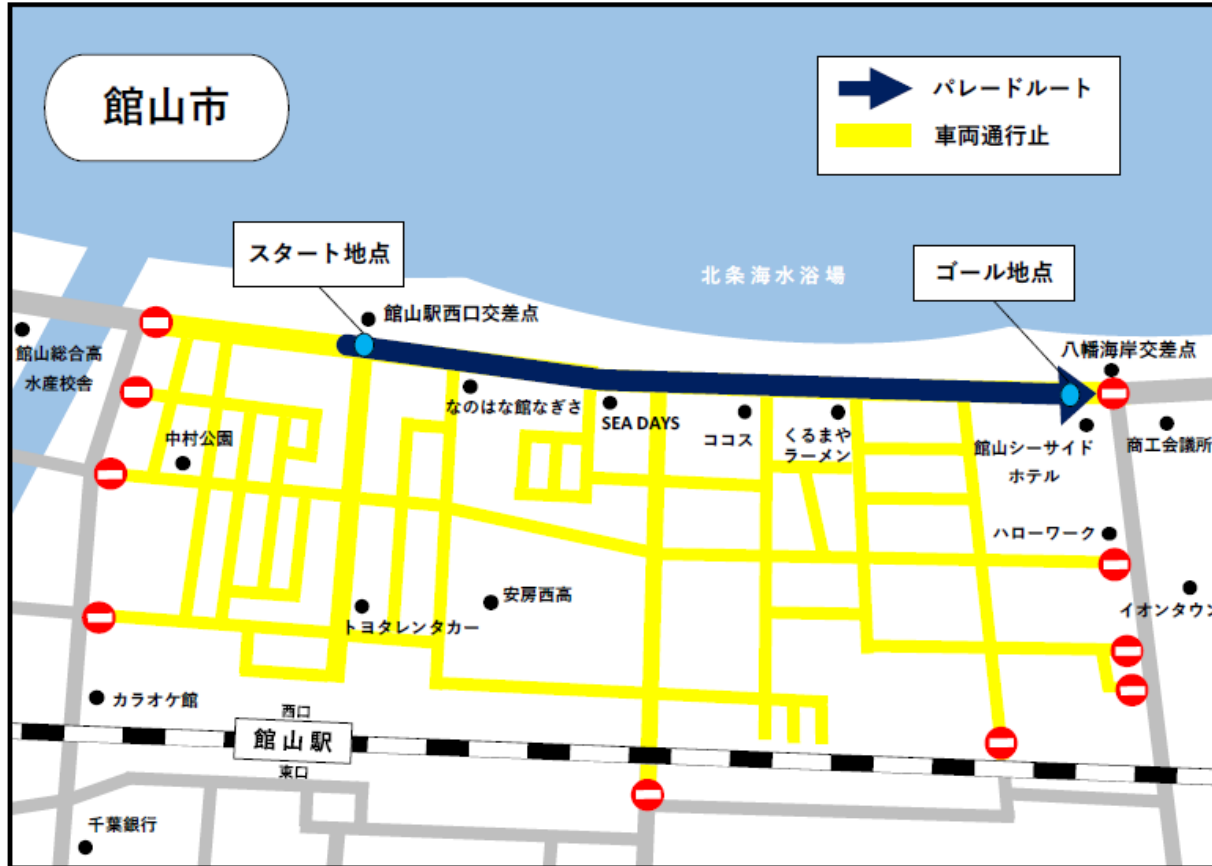 館山市
パレードルート
車両通行止
スタート地点
ゴール地点
北条海水浴場
館山駅西口交差点
八幡海岸交差点
館山総合高
水産校舎
なのはな館なぎさ
SEA DAYS
ココス
くるまや
ラーメン
館山シーサイド
ホテル
商工会議所
中村公園
ハローワーク
安房西高
トヨタレンタカー
イオンタウン
カラオケ館
西口
館山駅
東口
千葉銀行